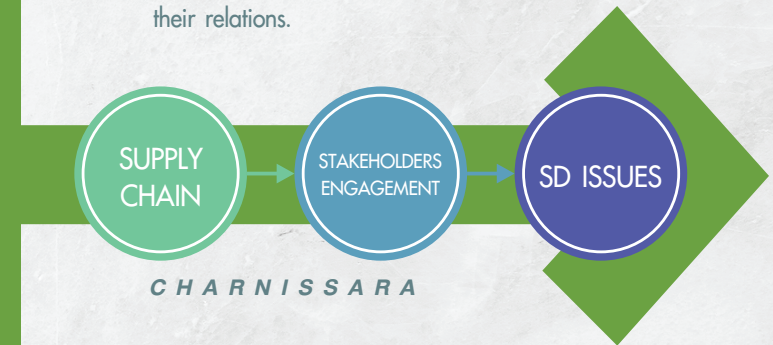 their relations.
SUPPLY
CHAIN
STAKEHOLDERS
ENGAGEMENT
SD ISSUES
CHARNISSARA